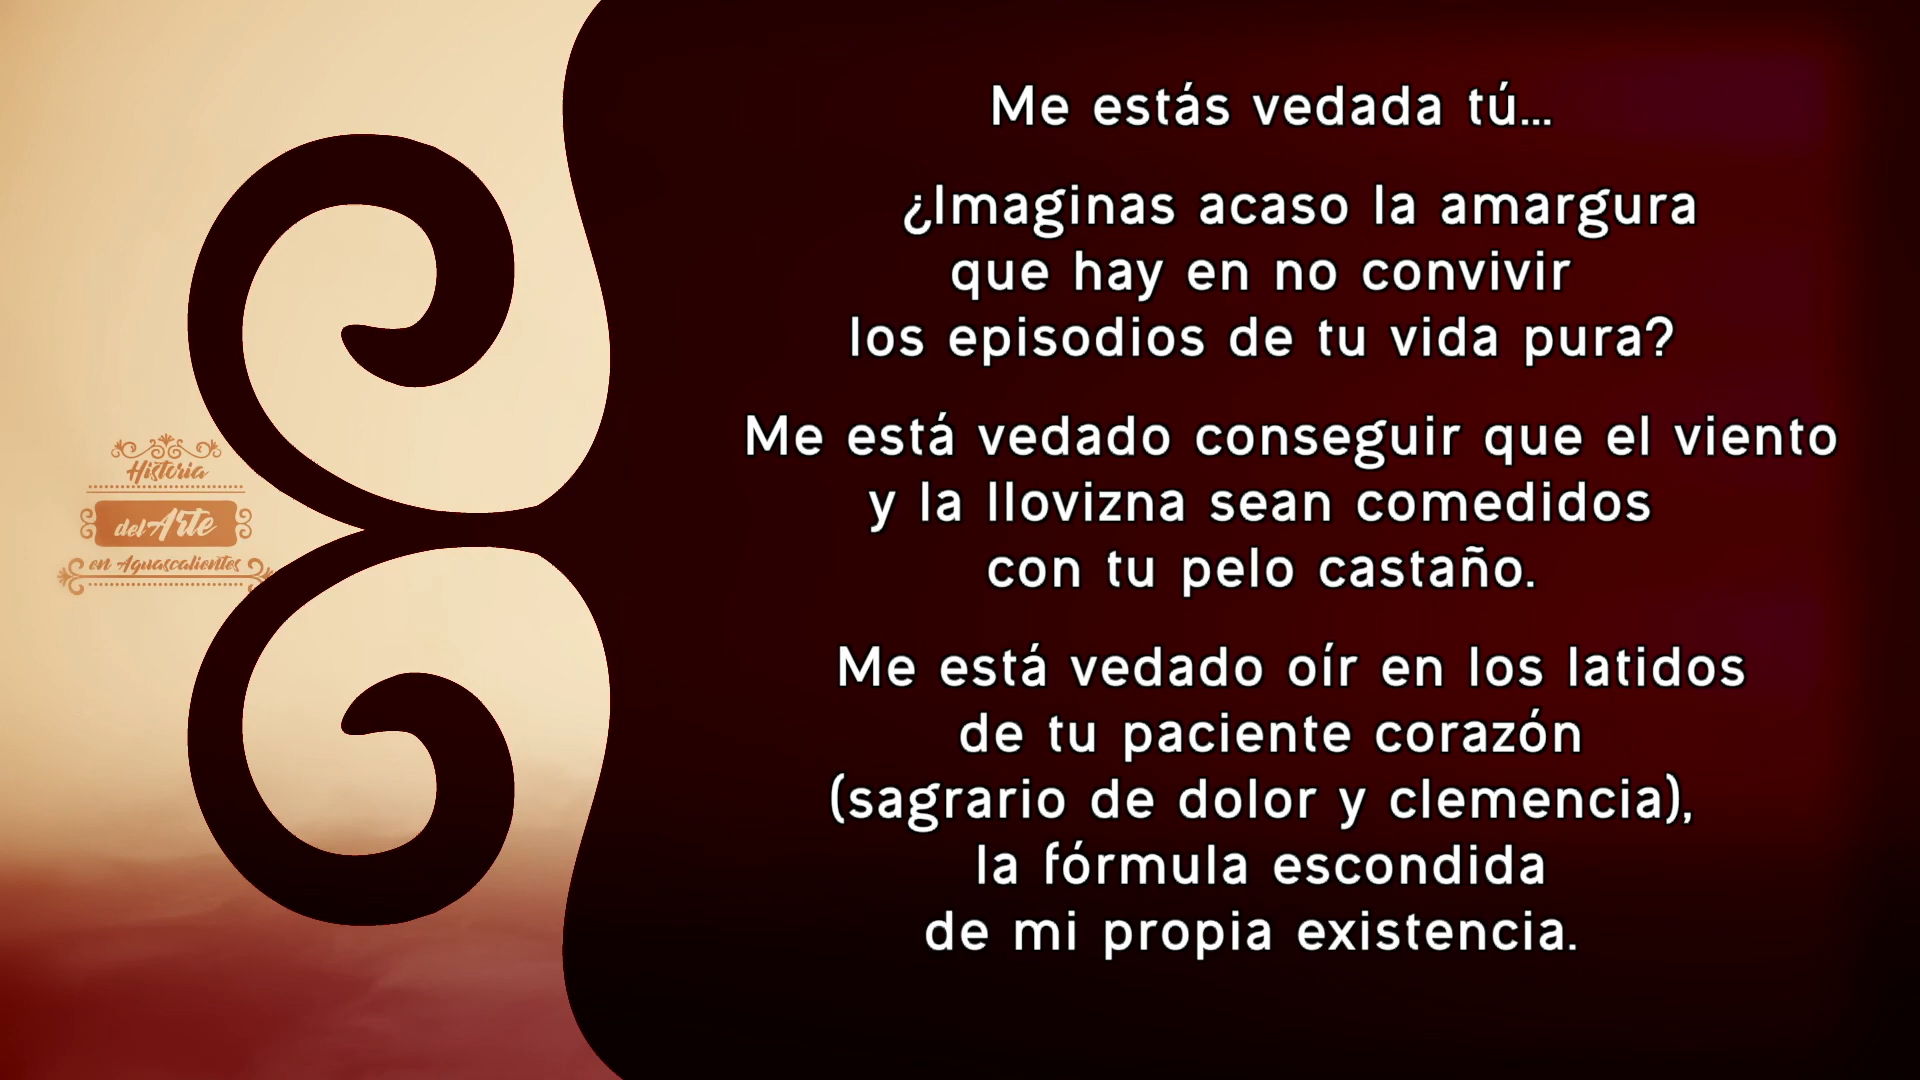 Me estás vedada tú...
¿Imaginas acaso la amargura
que hay en no convivir
los episodios de tu vida pura?
Me está vedado conseguir que el viento
y la llovizna sean comedidos
con tu pelo castaño.
Me está vedado oír en los latidos
de tu paciente corazón
(sagrario de dolor y clemencia),
la fórmula escondida
de mi propia existencia.
Historia
del Arte
en Aguascalientes